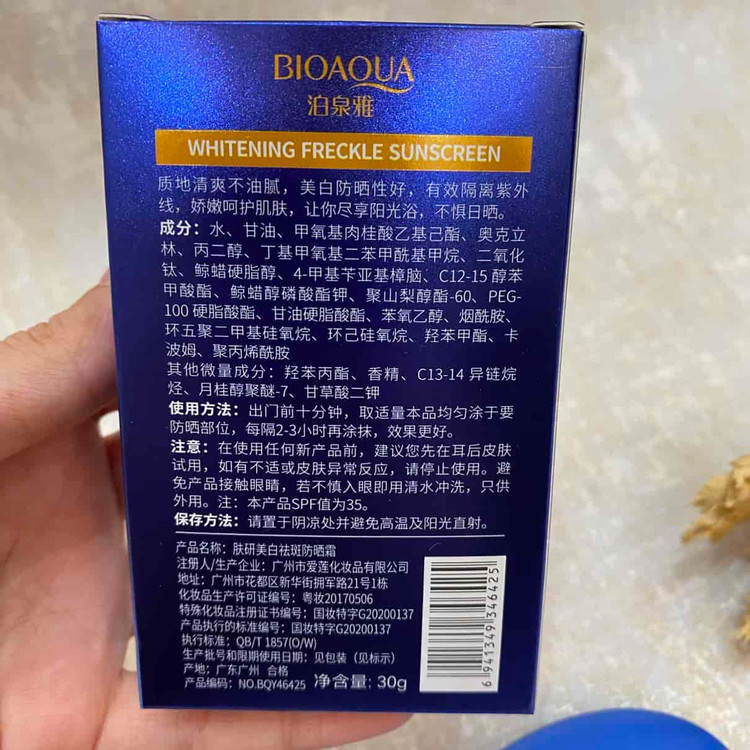 BIOAQUA
泊泉雅
WHITENING FRECKLE SUNSCREEN
质地清爽不油腻，美白防晒性好，有效隔离紫外
线，娇嫩呵护肌肤，让你尽享阳光浴，不惧日晒。
成分：水、甘油、甲氧基肉桂酸乙基己酯、奥克立
林、丙二醇、丁基甲氧基二苯甲酰基甲烷、二氧化
钛、鲸蜡硬脂醇、4-甲基苄亚基樟脑、C12-15 醇苯
甲酸酯、鲸蜡醇磷酸酯钾、聚山梨醇酯-60、PEG-
100 硬脂酸酯、甘油硬脂酸酯、苯氧乙醇、烟酰胺、
环五聚二甲基硅氧烷、环己硅氧烷、羟苯甲酯、卡
波姆、聚丙烯酰胺
其他微量成分：羟苯丙酯、香精、C13-14 异链烷
烃、月桂醇聚醚-7、甘草酸二钾
使用方法：出门前十分钟，取适量本品均匀涂于要
防晒部位，每隔2-3小时再涂抹，效果更好。
注意：在使用任何新产品前，建议您先在耳后皮肤
试用，如有不适或皮肤异常反应，请停止使用。避
免产品接触眼睛，若不慎入眼即用清水冲洗，只供
外用。注：本产品SPF值为35。
保存方法：请置于阴凉处并避免高温及阳光直射。
产品名称：肤研美白祛斑防晒霜
注册人/生产企业：广州市爱莲化妆品有限公司
地址：广州市花都区新华街拥军路21号1栋
化妆品生产许可证编号：粤妆20170506
特殊化妆品注册证书编号：国妆特字G20200137
产品执行的标准编号：国妆特字G20200137
执行标准：QB/T 1857(O/W)
生产批号和限期使用日期：见包装（见标示）
产地：广东广州 合格
产品编码：NO.BQY46425 净含量: 30g
6 941349 346425